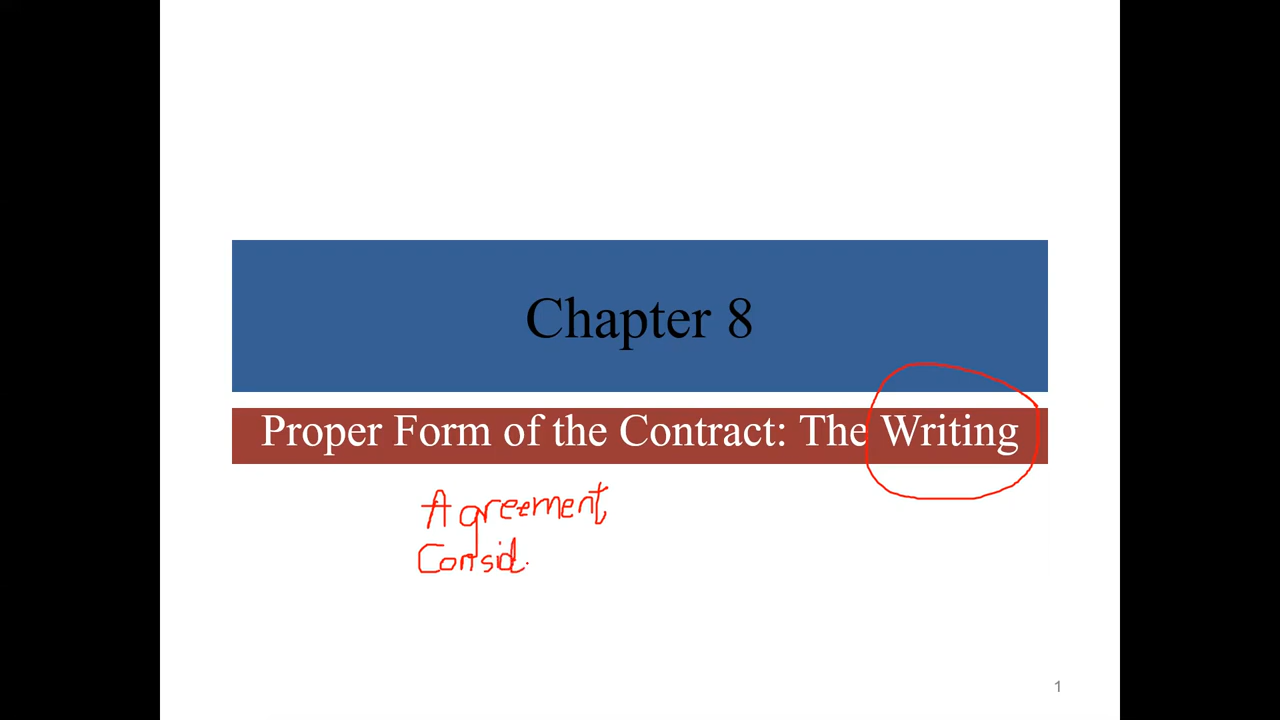 Chapter 8
Proper Form of the Contract: The Writing
Agreement
Consid.
1